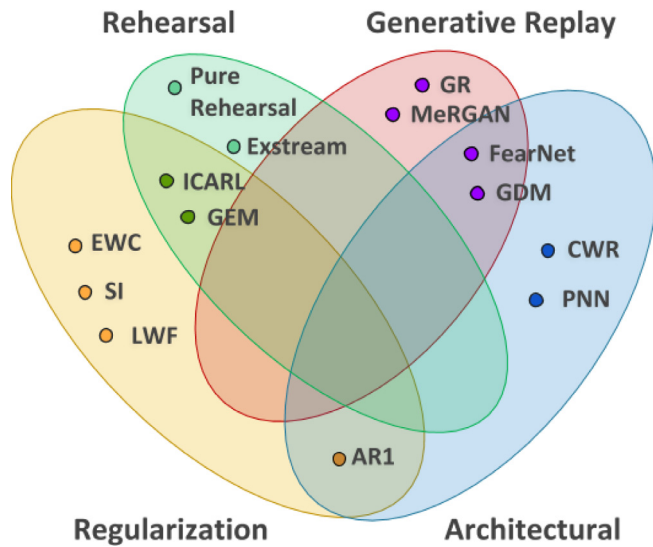 Rehearsal
Generative Replay
Pure
Rehearsal
GR
MeRGAN
Exstream
FearNet
ICARL
GDM
GEM
EWC
CWR
SI
PNN
LWF
AR1
Regularization
Architectural